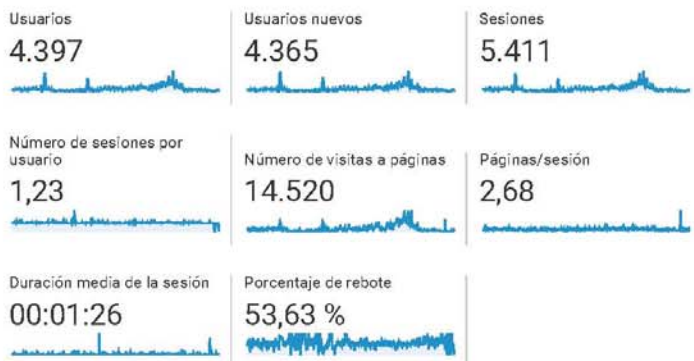 Usuarios
4.397
Usuarios nuevos
4.365
Sesiones
5.411
Número de sesiones por
usuario
1,23
Número de visitas a páginas
14.520
Páginas/sesión
2,68
Duración media de la sesión
00:01:26
Porcentaje de rebote
53,63 %